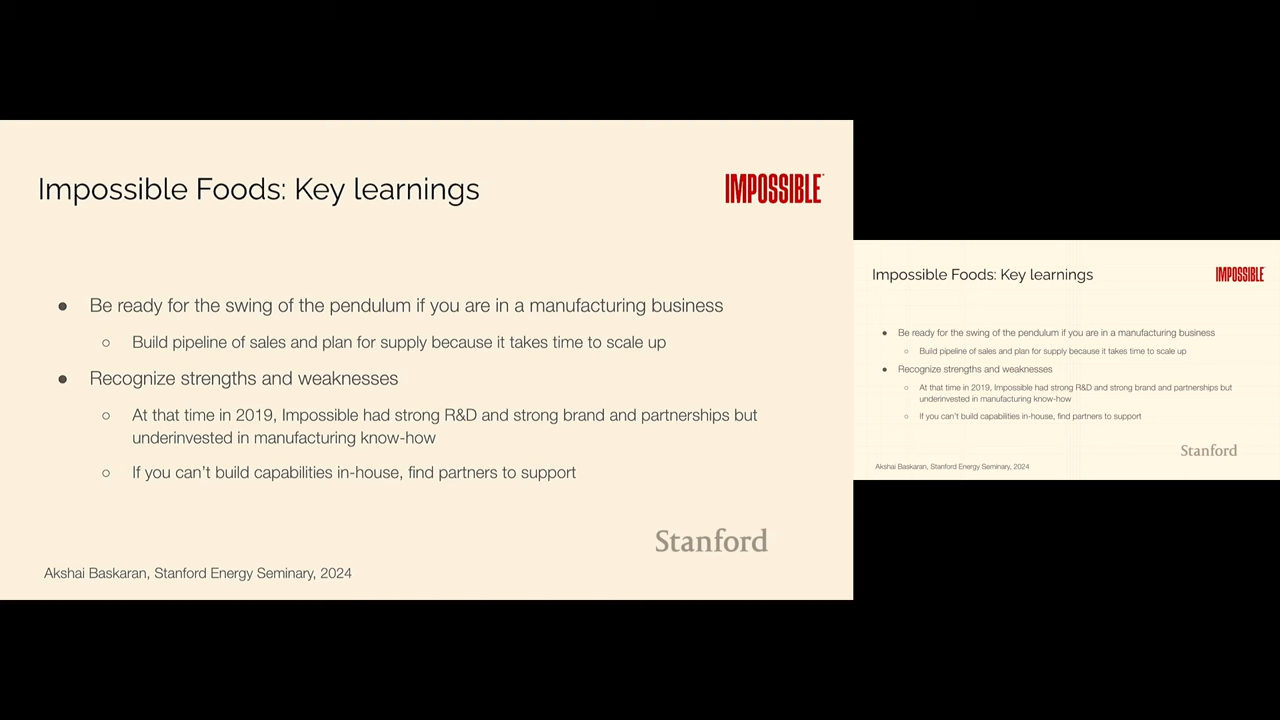 Impossible Foods: Key learnings
IMPOSSIBLE
● Be ready for the swing of the pendulum if you are in a manufacturing business
○ Build pipeline of sales and plan for supply because it takes time to scale up
● Recognize strengths and weaknesses
○ At that time in 2019, Impossible had strong R&D and strong brand and partnerships but
underinvested in manufacturing know-how
○ If you can't build capabilities in-house, find partners to support
Stanford
Akshai Baskaran, Stanford Energy Seminary, 2024
Impossible Foods: Key learnings
IMPOSSIBLE
● Be ready for the swing of the pendulum if you are in a manufacturing business
○ Build pipeline of sales and plan for supply because it takes time to scale up
● Recognize strengths and weaknesses
○ At that time in 2019, Impossible had strong R&D and strong brand and partnerships but
underinvested in manufacturing know-how
○ If you can't build capabilities in-house, find partners to support
Stanford
Akshai Baskaran, Stanford Energy Seminary, 2024